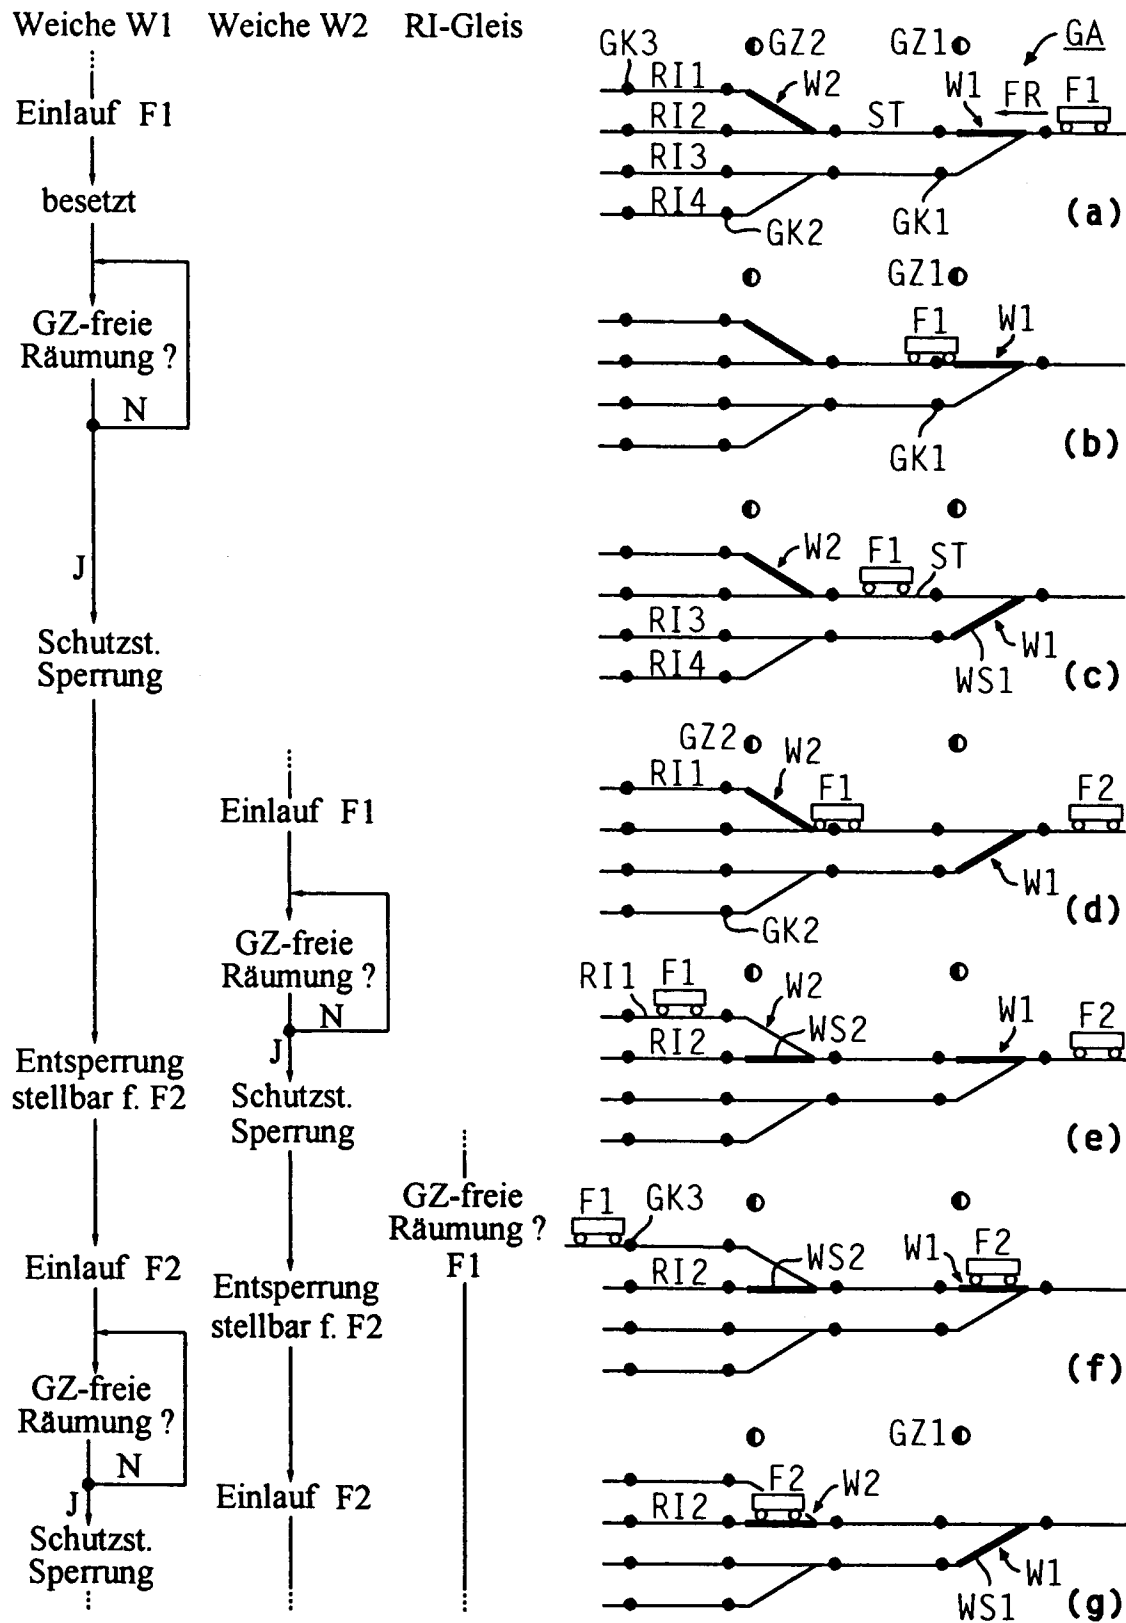 Weiche W1 Weiche W2 RI-Gleis
Einlauf F1
besetzt
GZ-freie
Räumung ?
N
J
Schutzst.
Sperrung
Entsperrung
stellbar f. F2
Einlauf F2
GZ-freie
Räumung ?
N
J
Schutzst.
Sperrung
Einlauf F1
GZ-freie
Räumung ?
N
J
Schutzst.
Sperrung
Entsperrung
stellbar f. F2
Einlauf F2
GZ-freie
Räumung ?
F1
GK3 GZ2 GZ1 GA
RI1 W2 W1 FR F1
RI2 ST
RI3
RI4 GK2 GK1 (a)
GZ1
F1 W1
GK1 (b)
W2 F1 ST
RI3 W1
RI4 WS1 (c)
GZ2 W2
RI1 F1 F2
W1
GK2 (d)
RI1 F1 W2 W1 F2
RI2 WS2
(e)
F1 GK3 W1 F2
RI2 WS2
(f)
GZ1
F2 W2
RI2
W1
WS1 (g)